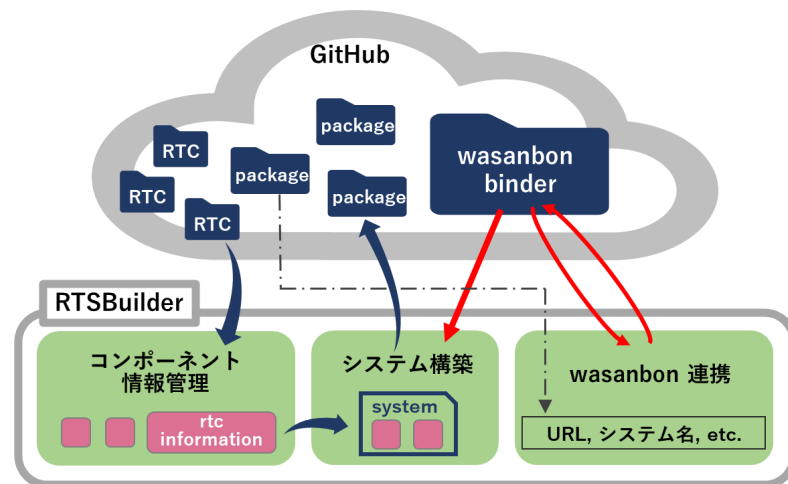 GitHub
RTC
RTC
RTC
package
package
package
wasanbon
binder
RTSBuilder
コンポーネント
情報管理
rtc
information
システム構築
system
wasanbon 連携
URL, システム名, etc.